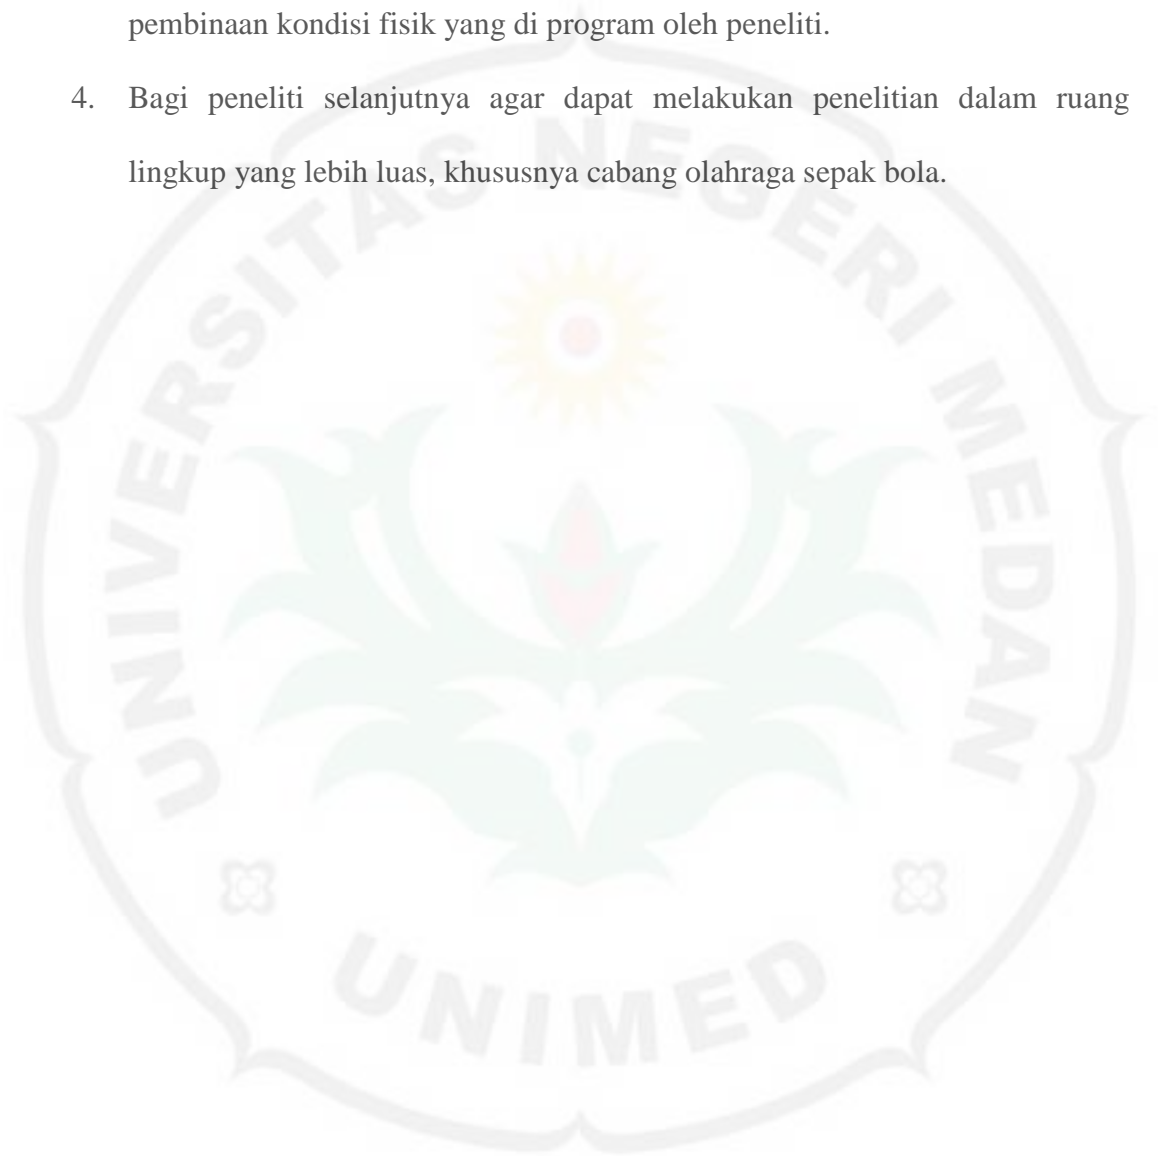 pembinaan kondisi fisik yang di program oleh peneliti.
4. Bagi peneliti selanjutnya agar dapat melakukan penelitian dalam ruang
lingkup yang lebih luas, khususnya cabang olahraga sepak bola.
UNIVERSITAS NEGERI MEDAN
UNIMED